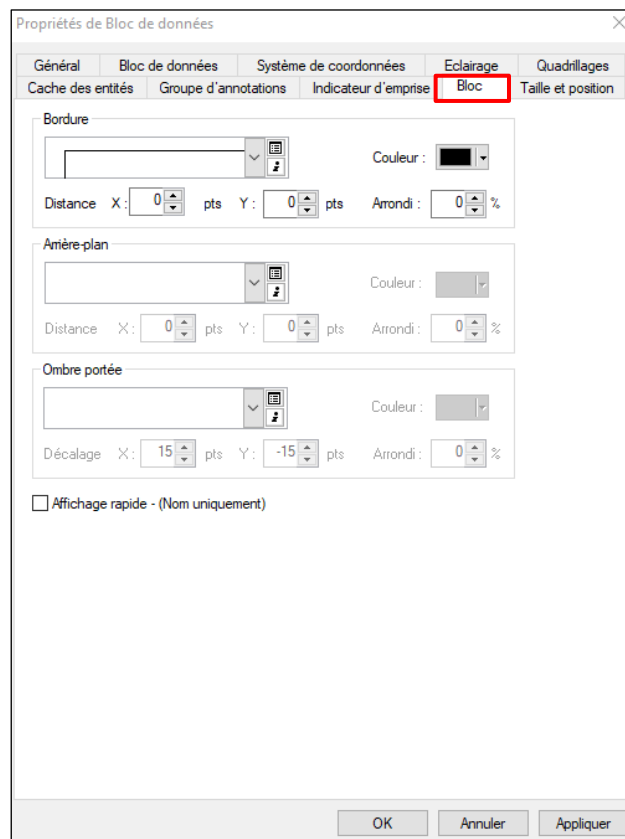 Propriétés de Bloc de données
Général Bloc de données Système de coordonnées Eclairage Quadrillages
Cache des entités Groupe d'annotations Indicateur d'emprise Bloc Taille et position
Bordure
Couleur :
Distance X : 0 pts Y : 0 pts Arrondi : 0 %
Arrière-plan
Couleur :
Distance X : 0 pts Y : 0 pts Arrondi : 0 %
Ombre portée
Couleur :
Décalage X : 15 pts Y : -15 pts Arrondi : 0 %
Affichage rapide - (Nom uniquement)
OK Annuler Appliquer